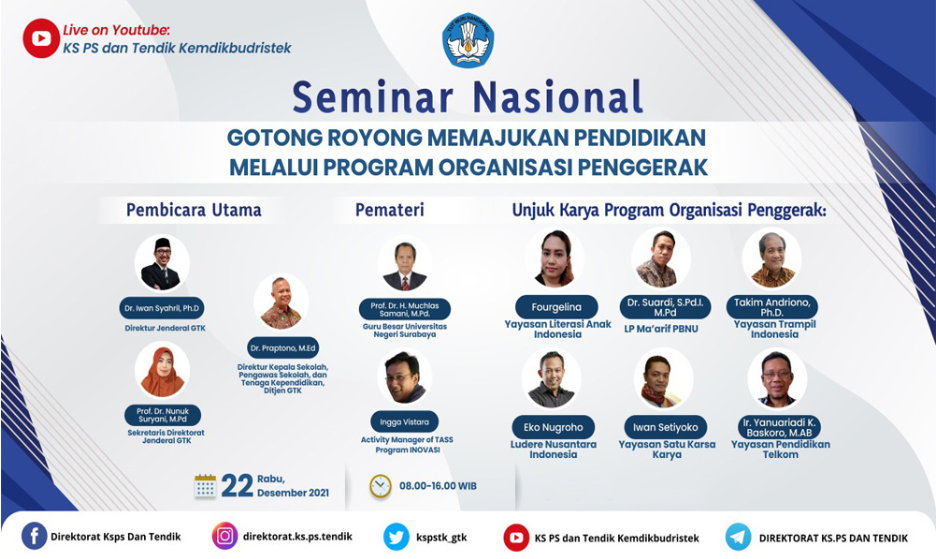 Live on Youtube:
KS PS dan Tendik Kemdikbudristek
Seminar Nasional
GOTONG ROYONG MEMAJUKAN PENDIDIKAN
MELALUI PROGRAM ORGANISASI PENGGERAK
Pembicara Utama
Dr. Iwan Syahril, Ph.D
Direktur Jenderal GTK
Dr. Praptono, M.Ed
Direktur Kepala Sekolah,
Pengawas Sekolah, dan
Tenaga Kependidikan,
Ditjen GTK
Prof. Dr. Nunuk
Suryani, M.Pd
Sekretaris Direktorat
Jenderal GTK
Pemateri
Prof. Dr. H. Muchlas
Samani, M.Pd.
Guru Besar Universitas
Negeri Surabaya
Ingga Vistara
Activity Manager of TASS
Program INOVASI
Unjuk Karya Program Organisasi Penggerak:
Fourgelina
Yayasan Literasi Anak
Indonesia
Dr. Suardi, S.Pd.I.
M.Pd
LP Ma'arif PBNU
Takim Andriono,
Ph.D.
Yayasan Trampil
Indonesia
Eko Nugroho
Ludere Nusantara
Indonesia
Iwan Setiyoko
Yayasan Satu Karsa
Karya
Ir. Yanuariadi K.
Baskoro, M.AB
Yayasan Pendidikan
Telkom
22 Rabu,
Desember 2021
08.00-16.00 WIB
Direktorat Ksps Dan Tendik
direktorat.ks.ps.tendik
kspstk_gtk
KS PS dan Tendik Kemdikbudristek
DIREKTORAT KS.PS DAN TENDIK